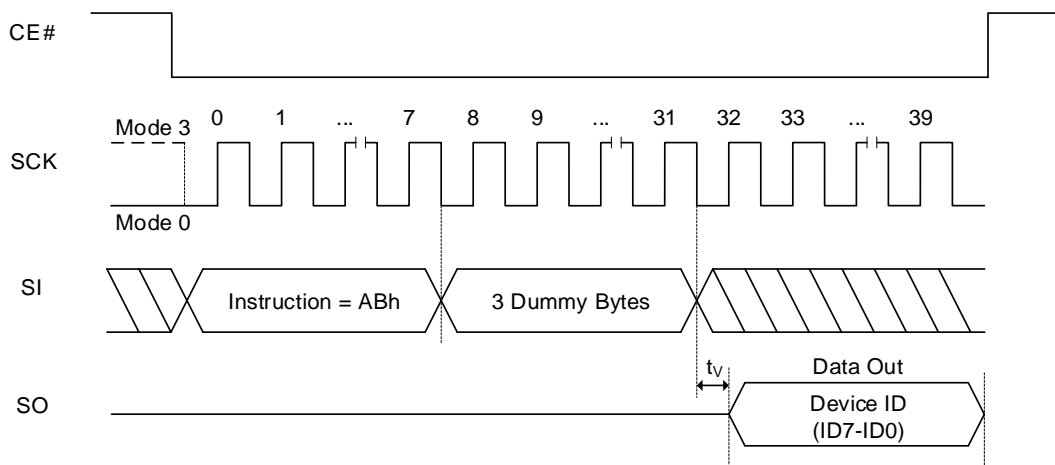 CE#
Mode 3
0 1 ... 7 8 9 ... 31 32 33 ... 39
SCK
Mode 0
SI
Instruction = ABh
3 Dummy Bytes
tV
Data Out
SO
Device ID
(ID7-ID0)